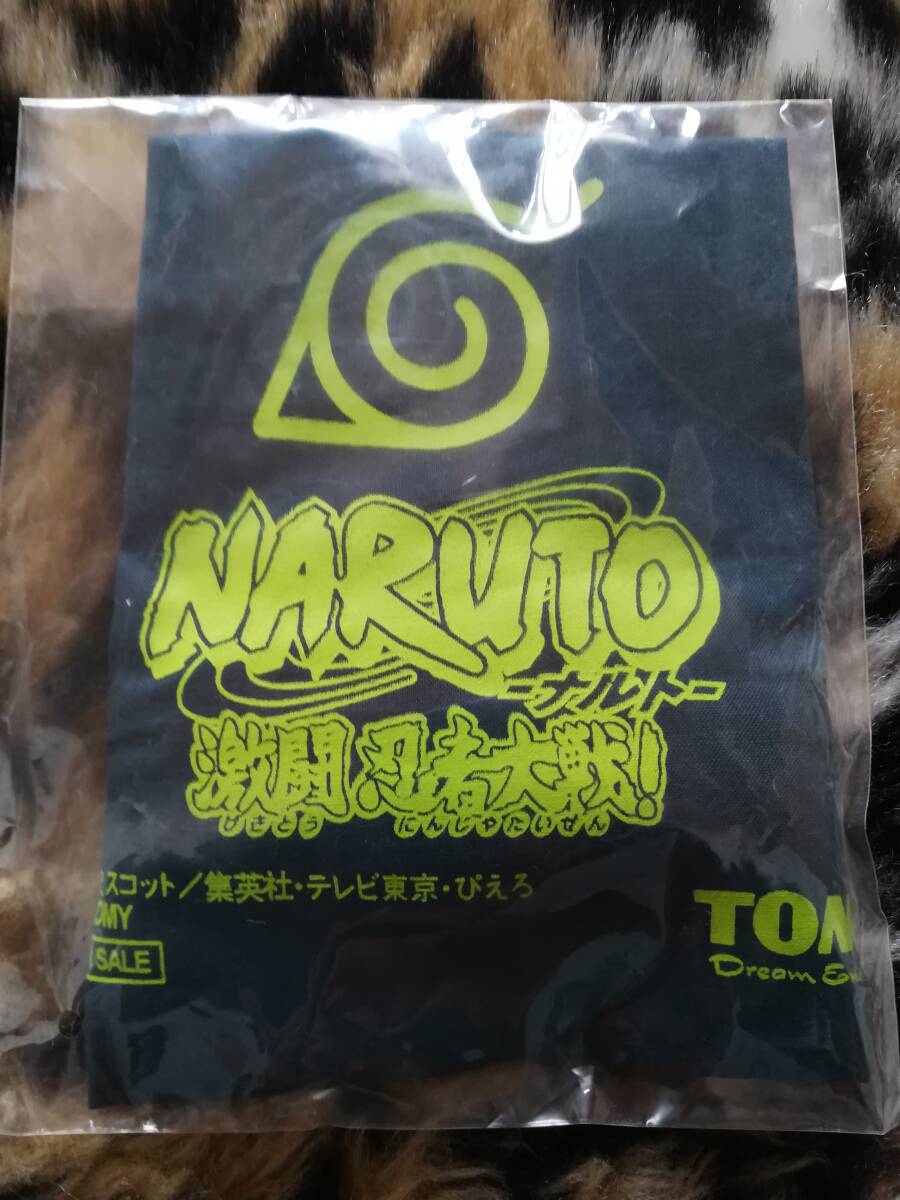 NARUTO
-ナルト-
激闘忍者大戦!
げきとう にんじゃたいせん
スコット/集英社・テレビ東京・ぴえろ
OMY
SALE
TOM
Dream E